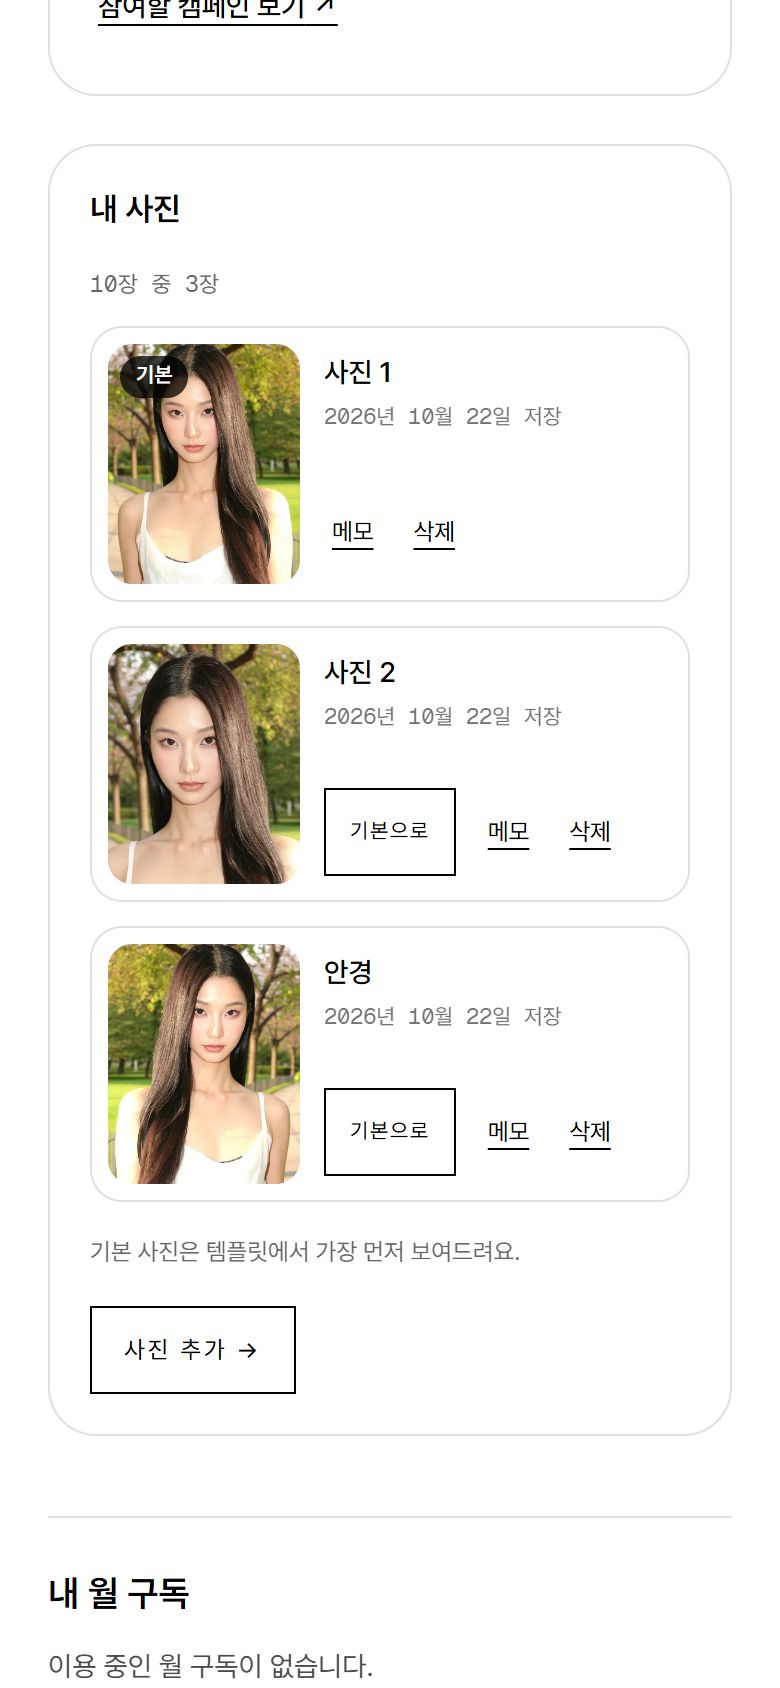 참여할 캠페인 보기 ↗
내 사진
10장 중 3장
기본
사진 1
2026년 10월 22일 저장
메모 삭제
사진 2
2026년 10월 22일 저장
기본으로 메모 삭제
안경
2026년 10월 22일 저장
기본으로 메모 삭제
기본 사진은 템플릿에서 가장 먼저 보여드려요.
사진 추가 →
내 월 구독
이용 중인 월 구독이 없습니다.